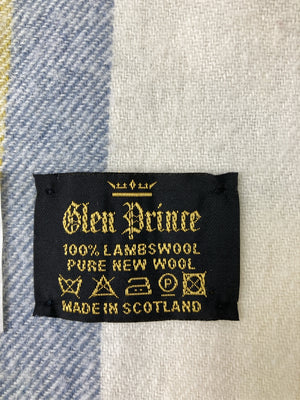 Glen Prince
100% LAMBSWOOL
PURE NEW WOOL
MADE IN SCOTLAND